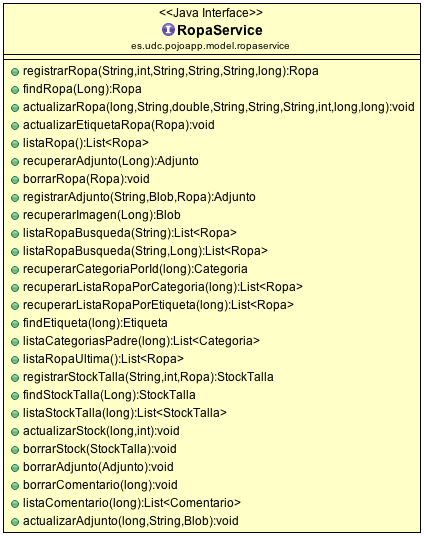 <<Java Interface>>
RopaService
es.udc.pojoapp.model.ropaservice
registrarRopa(String,int,String,String,String,long):Ropa
findRopa(Long):Ropa
actualizarRopa(long,String,double,String,String,String,int,long,long):void
actualizarEtiquetaRopa(Ropa):void
listaRopa():List<Ropa>
recuperarAdjunto(Long):Adjunto
borrarRopa(Ropa):void
registrarAdjunto(String,Blob,Ropa):Adjunto
recuperarImagen(Long):Blob
listaRopaBusqueda(String):List<Ropa>
listaRopaBusqueda(String,Long):List<Ropa>
recuperarCategoriaPorId(long):Categoria
recuperarListaRopaPorCategoria(long):List<Ropa>
recuperarListaRopaPorEtiqueta(long):List<Ropa>
findEtiqueta(long):Etiqueta
listaCategoriasPadre(long):List<Categoria>
listaRopaUltima():List<Ropa>
registrarStockTalla(String,int,Ropa):StockTalla
findStockTalla(Long):StockTalla
listaStockTalla(long):List<StockTalla>
actualizarStock(long,int):void
borrarStock(StockTalla):void
borrarAdjunto(Adjunto):void
borrarComentario(long):void
listaComentario(long):List<Comentario>
actualizarAdjunto(long,String,Blob):void